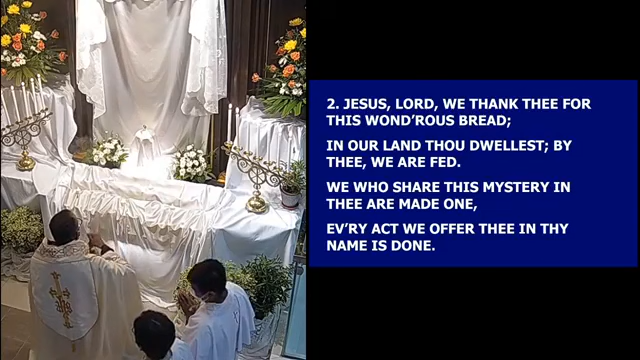 2. JESUS, LORD, WE THANK THEE FOR
THIS WOND’ROUS BREAD;
IN OUR LAND THOU DWELLEST; BY
THEE, WE ARE FED.
WE WHO SHARE THIS MYSTERY IN
THEE ARE MADE ONE,
EV’RY ACT WE OFFER THEE IN THY
NAME IS DONE.